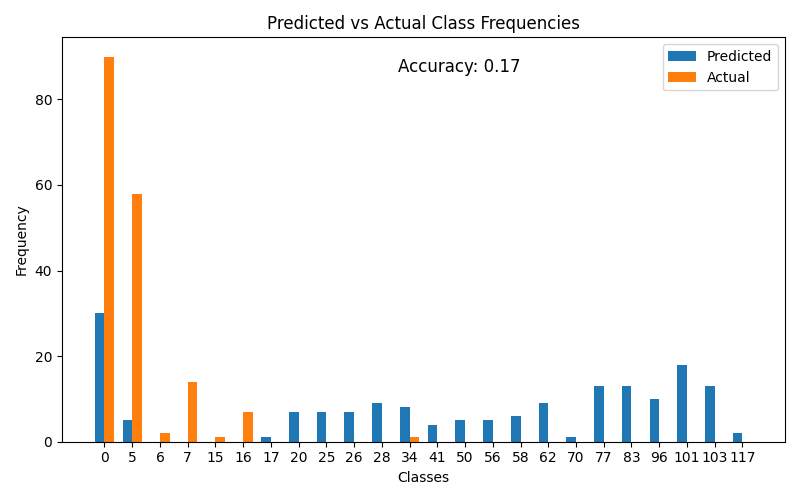 Predicted vs Actual Class Frequencies
Accuracy: 0.17
Predicted
Actual
Frequency
80
60
40
20
0
0 5 6 7 15 16 17 20 25 26 28 34 41 50 56 58 62 70 77 83 96 101 103 117
Classes